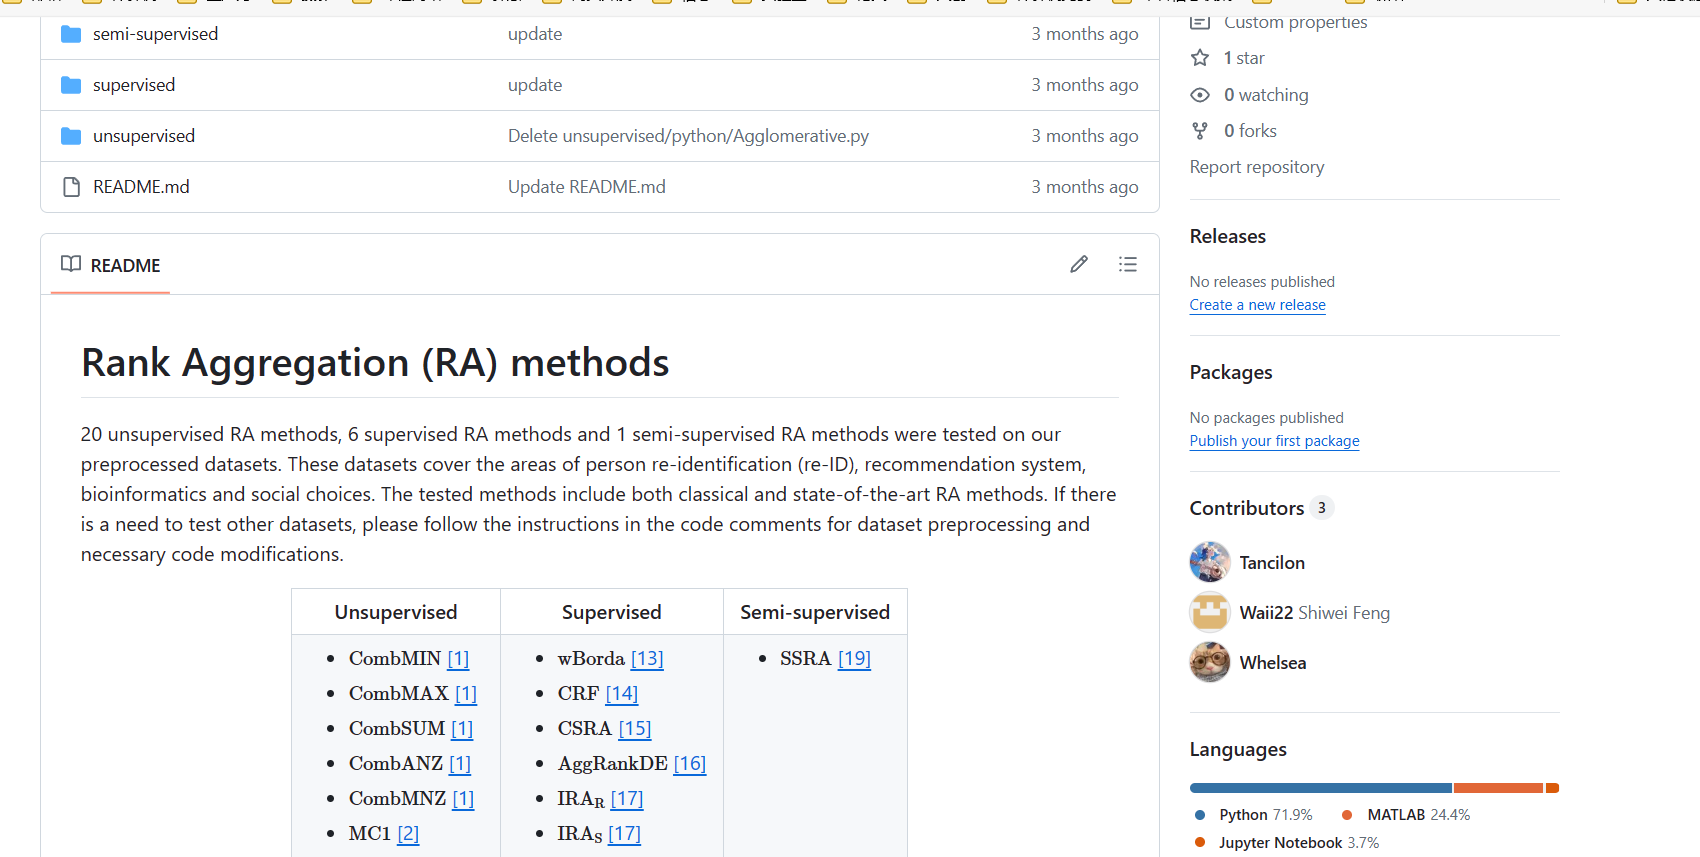 semi-supervised update 3 months ago
supervised update 3 months ago
unsupervised Delete unsupervised/python/Agglomerative.py 3 months ago
README.md Update README.md 3 months ago
README
Rank Aggregation (RA) methods
20 unsupervised RA methods, 6 supervised RA methods and 1 semi-supervised RA methods were tested on our
preprocessed datasets. These datasets cover the areas of person re-identification (re-ID), recommendation system,
bioinformatics and social choices. The tested methods include both classical and state-of-the-art RA methods. If there
is a need to test other datasets, please follow the instructions in the code comments for dataset preprocessing and
necessary code modifications.
Unsupervised Supervised Semi-supervised
• CombMIN [1] • wBorda [13] • SSRA [19]
• CombMAX [1] • CRF [14]
• CombSUM [1] • CSRA [15]
• CombANZ [1] • AggRankDE [16]
• CombMNZ [1] • IRA_R [17]
• MC1 [2] • IRA_S [17]
Custom properties
1 star
0 watching
0 forks
Report repository
Releases
No releases published
Create a new release
Packages
No packages published
Publish your first package
Contributors 3
Tancilon
Waii22 Shiwei Feng
Whelsea
Languages
Python 71.9% MATLAB 24.4%
Jupyter Notebook 3.7%